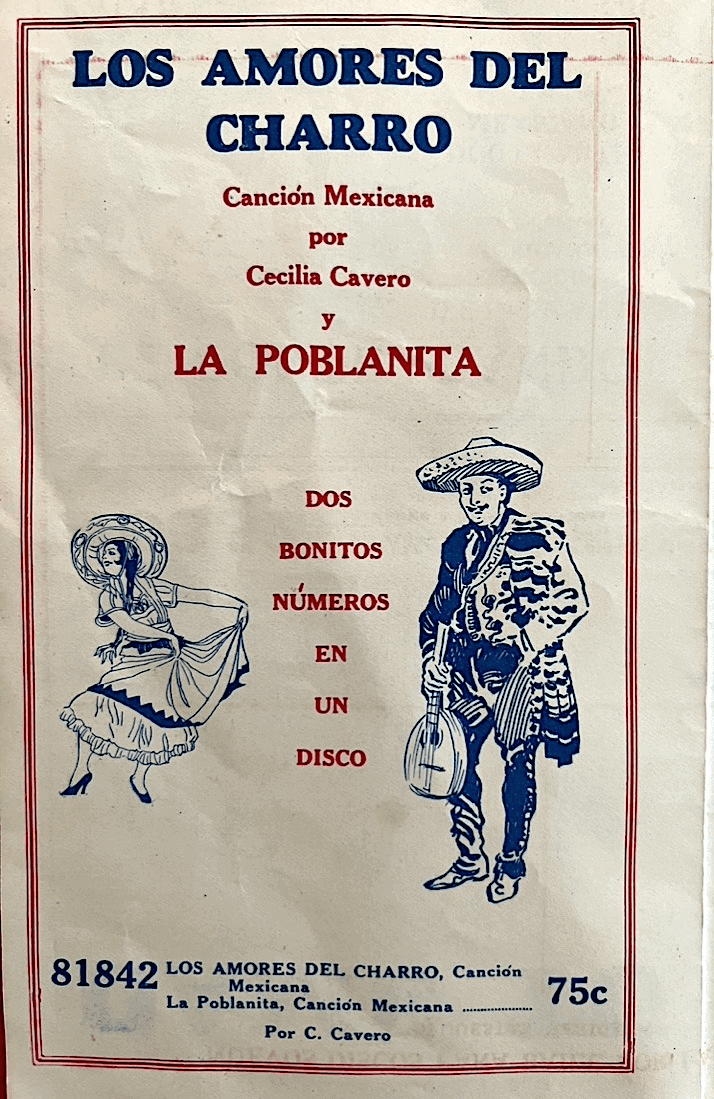 LOS AMORES DEL
CHARRO
Canción Mexicana
por
Cecilia Cavero
y
LA POBLANITA
DOS
BONITOS
NÚMEROS
EN
UN
DISCO
81842 LOS AMORES DEL CHARRO, Canción
Mexicana
La Poblanita, Canción Mexicana .................. 75c
Por C. Cavero